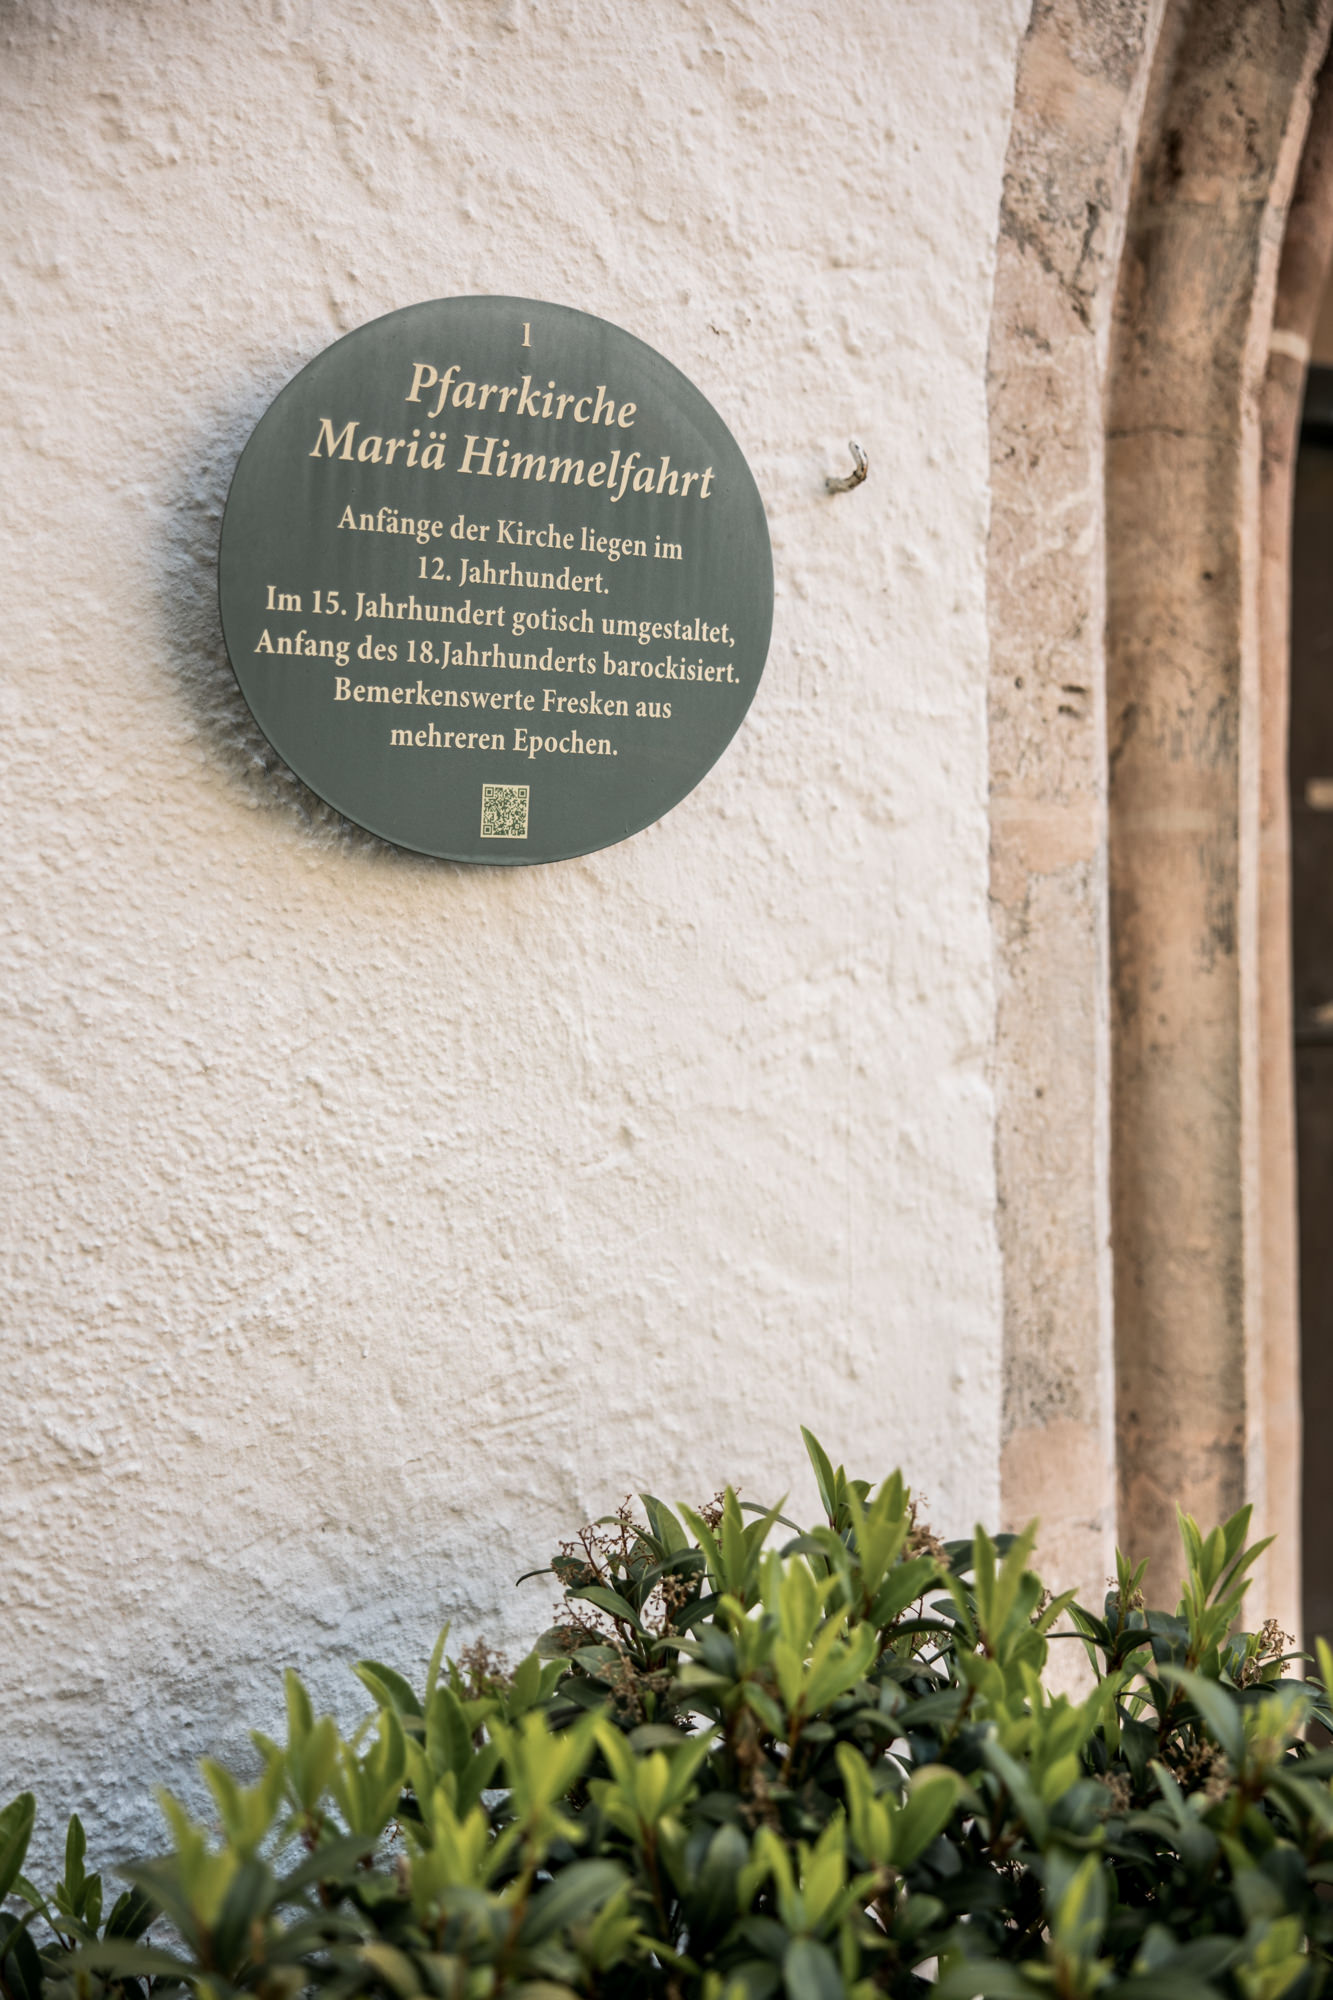 1
Pfarrkirche
Mariä Himmelfahrt
Anfänge der Kirche liegen im
12. Jahrhundert.
Im 15. Jahrhundert gotisch umgestaltet,
Anfang des 18.Jahrhunderts barockisiert.
Bemerkenswerte Fresken aus
mehreren Epochen.